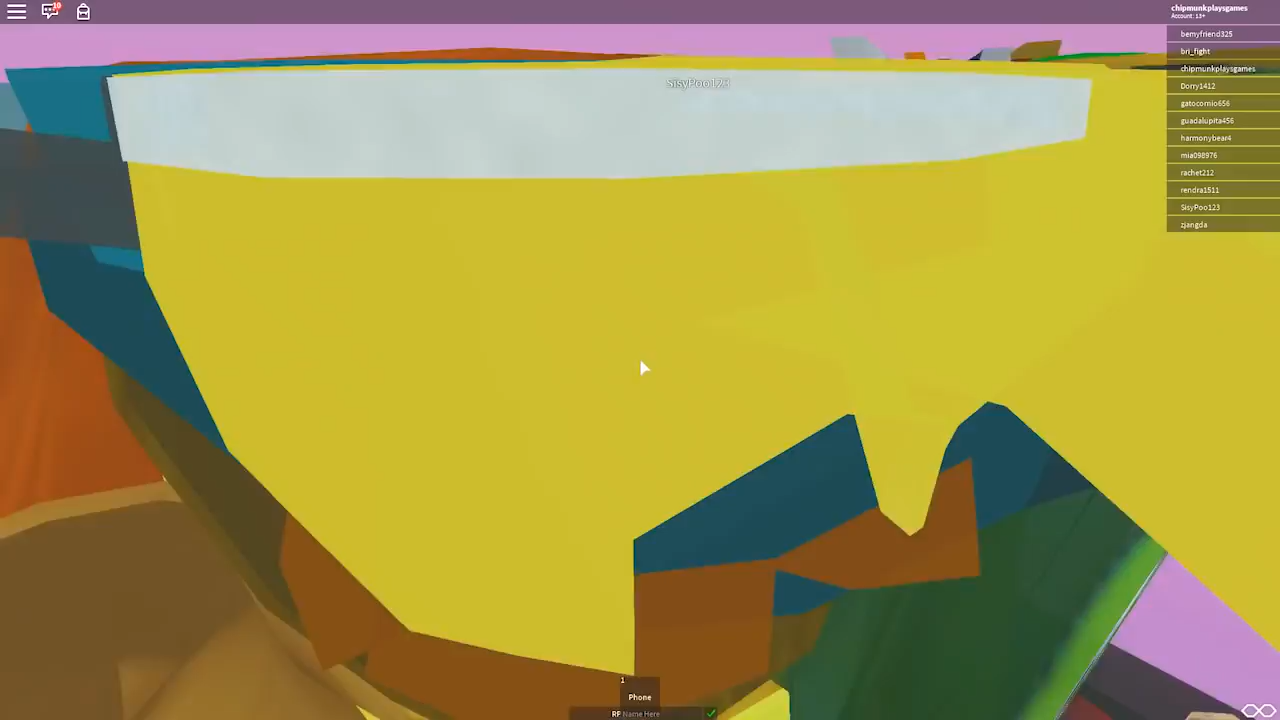 10
chipmunkplaysgames
Account: 13+
bemyfriend325
bri_fight
chipmunkplaysgames
Dorry1412
gatocornio656
guadalupita456
harmonybear4
mia098976
rachet212
rendra1511
SisyPoo123
zjangda
SisyPoo123
1
Phone
RP Name Here